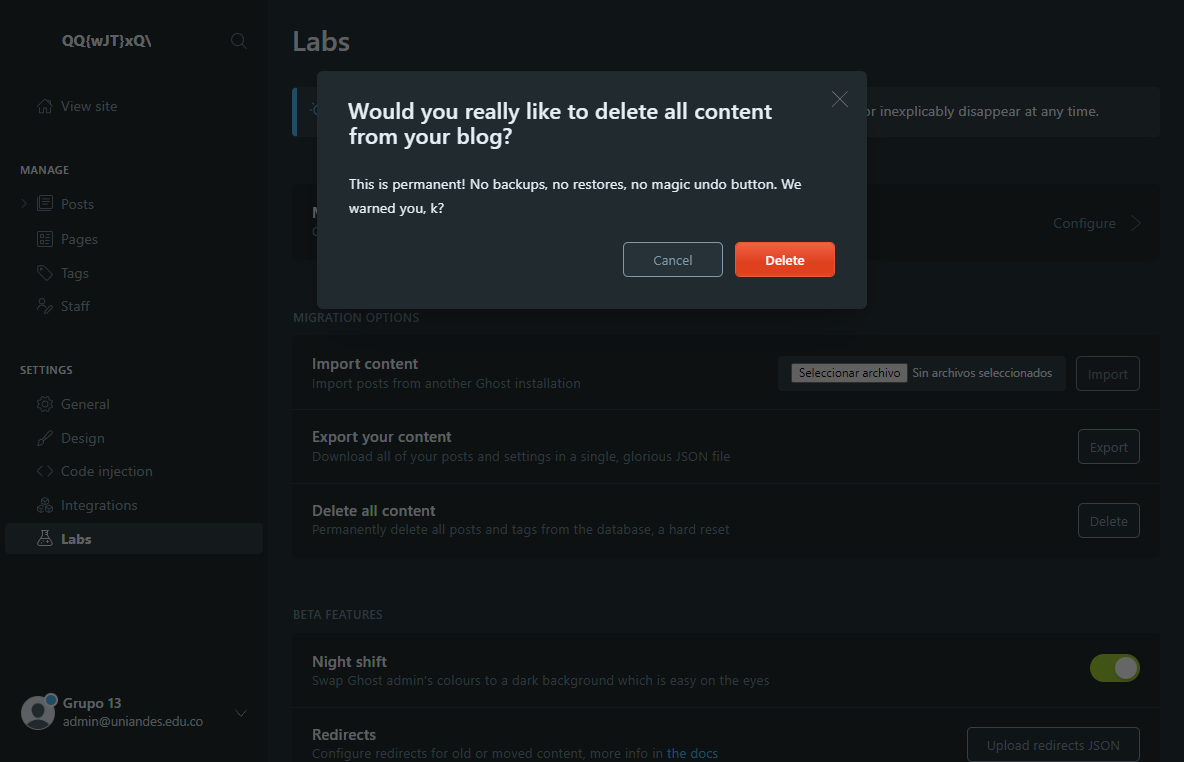 QQ{wJT}xQ\
View site
MANAGE
Posts
Pages
Tags
Staff
SETTINGS
General
Design
Code injection
Integrations
Labs
Grupo 13
admin@uniandes.edu.co
Labs
or inexplicably disappear at any time.
Would you really like to delete all content
from your blog?
This is permanent! No backups, no restores, no magic undo button. We
warned you, k?
Cancel
Delete
Configure
MIGRATION OPTIONS
Import content
Import posts from another Ghost installation
Seleccionar archivo Sin archivos seleccionados
Import
Export your content
Download all of your posts and settings in a single, glorious JSON file
Export
Delete all content
Permanently delete all posts and tags from the database, a hard reset
Delete
BETA FEATURES
Night shift
Swap Ghost admin's colours to a dark background which is easy on the eyes
Redirects
Configure redirects for old or moved content, more info in the docs
Upload redirects JSON